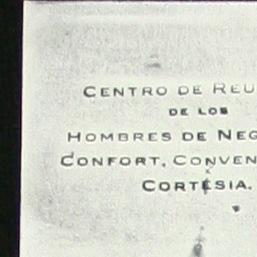 CENTRO DE REU
DE LOS
HOMBRES DE NEG
CONFORT, CONVEN
CORTESIA.